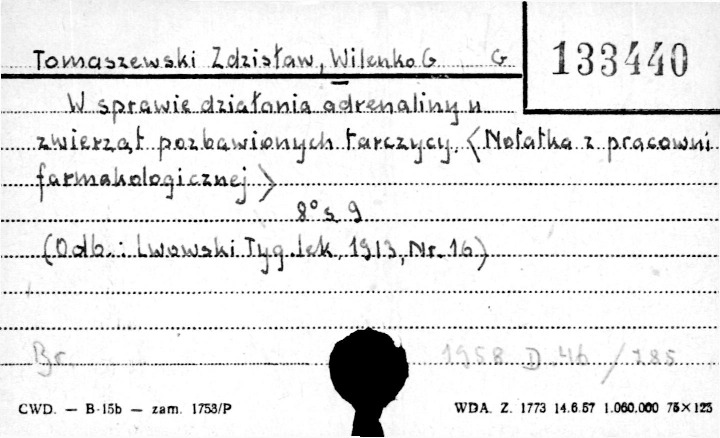 Tomaszewski Zdzisław, Wilenko G. G.
133440
W sprawie działania adrenaliny u
zwierząt pozbawionych tarczycy. <Notatka z pracowni
farmakologicznej>
8° s. 9
(Odb.: Lwowski Tyg. lek. 1913, Nr. 16)
Br. 1958 D. 46 / 285
CWD. — B-15b — zam. 1753/P WDA. Z. 1773 14.6.57 1.060.000 75×125